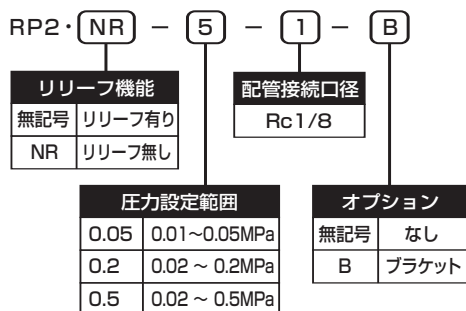 RP2・NR － 5 － 1 － B
リリーフ機能
無記号 リリーフ有り
NR リリーフ無し
配管接続口径
Rc1/8
圧力設定範囲
0.05 0.01~0.05MPa
0.2 0.02 ~ 0.2MPa
0.5 0.02 ~ 0.5MPa
オプション
無記号 なし
B ブラケット